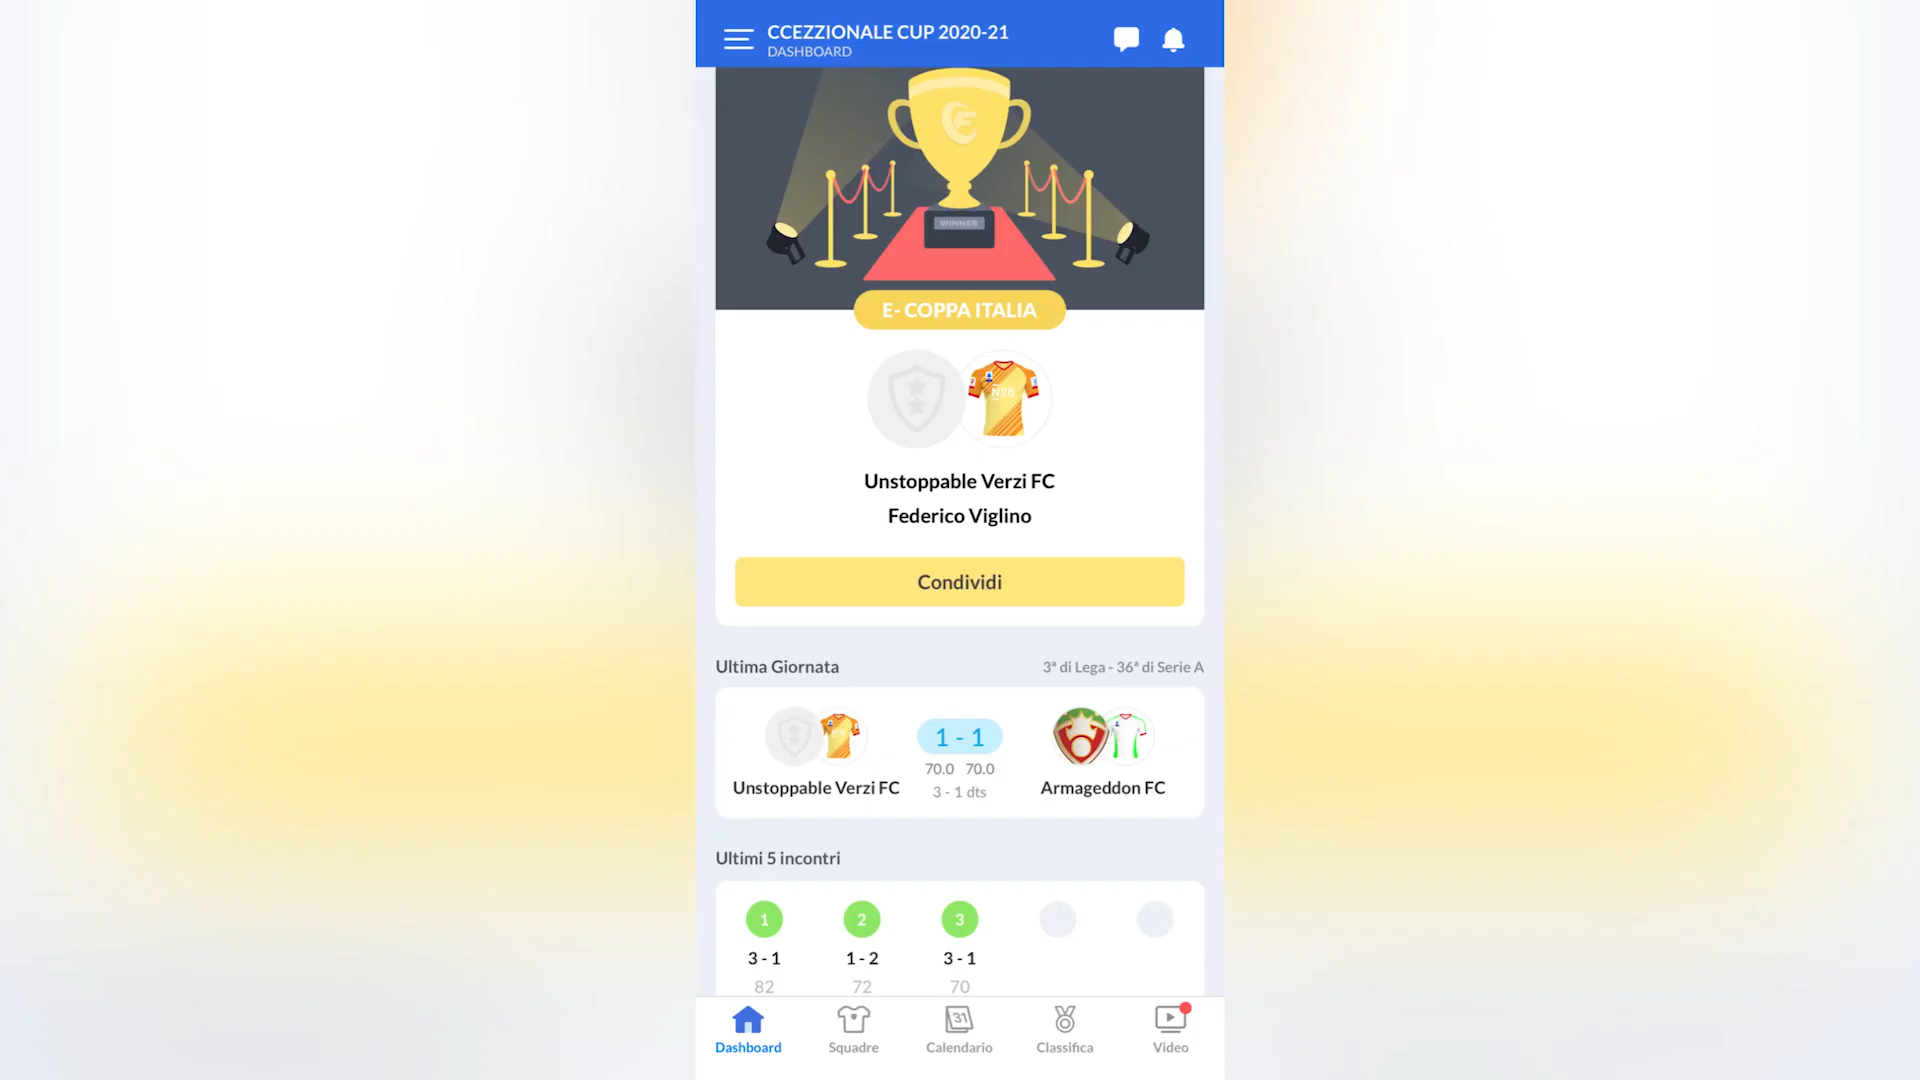 CCEZZIONALE CUP 2020-21
DASHBOARD
WINNER
E- COPPA ITALIA
N26
Unstoppable Verzi FC
Federico Viglino
Condividi
Ultima Giornata
3ª di Lega - 36ª di Serie A
1 - 1
70.0 70.0
3 - 1 dts
Unstoppable Verzi FC
Armageddon FC
Ultimi 5 incontri
1 2 3
3 - 1 1 - 2 3 - 1
82 72 70
31
Dashboard Squadre Calendario Classifica Video